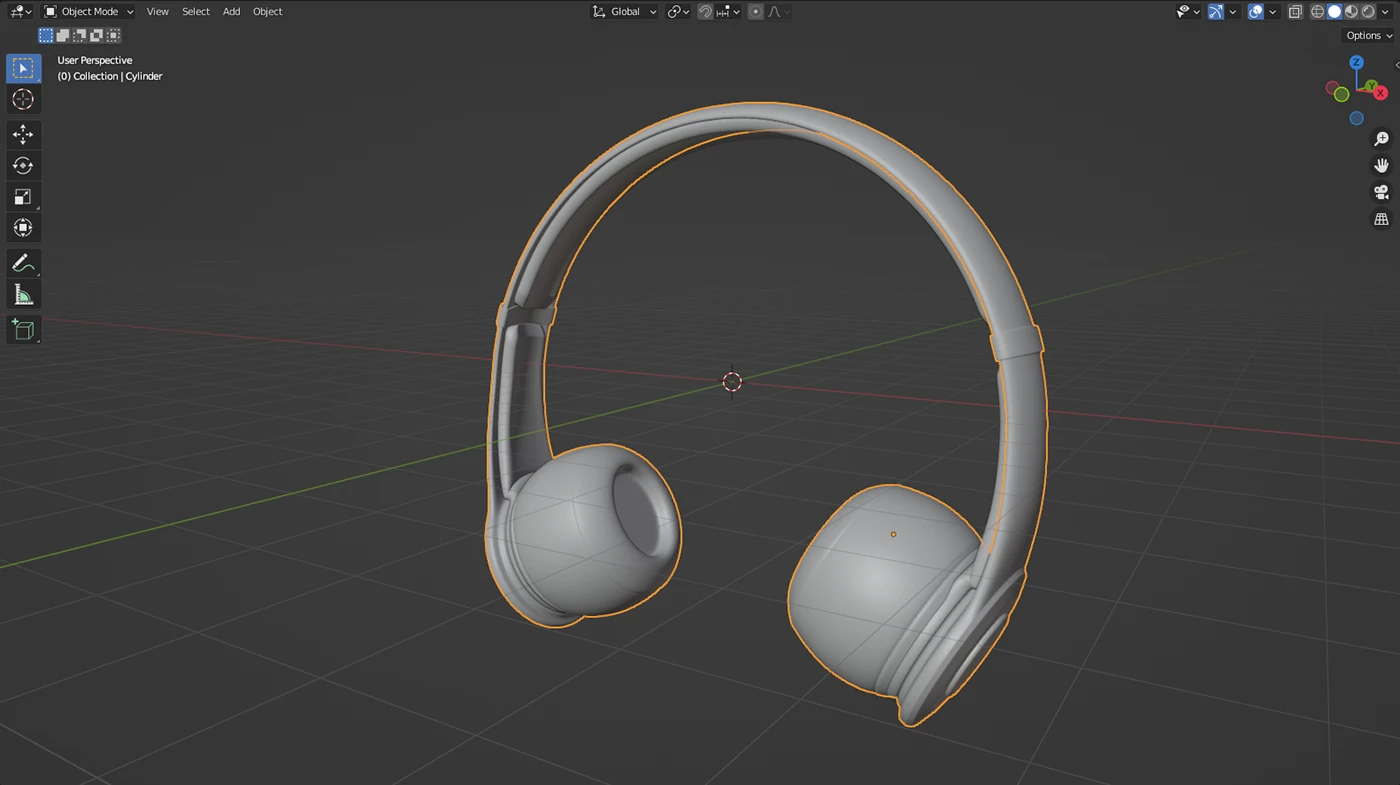 Object Mode View Select Add Object Global
Options
User Perspective
(0) Collection | Cylinder
Z
Y
X